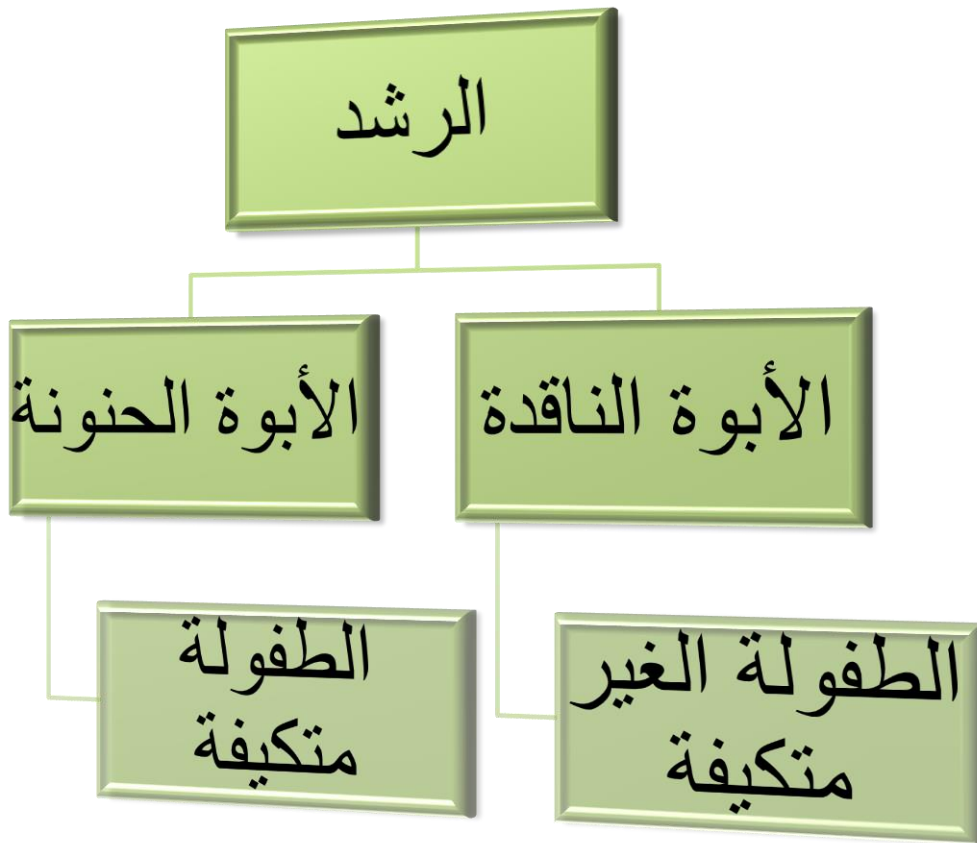 الرشد
الأبوة الناقدة
الأبوة الحنونة
الطفولة الغير
متكيفة
الطفولة
متكيفة